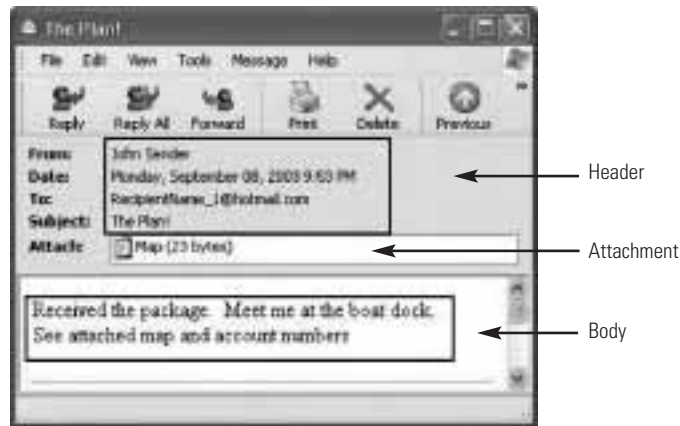 The Plan!
File Edit View Tools Message Help
Reply Reply All Forward Print Delete Previous
From: John Sender
Date: Monday, September 08, 2003 PM
To: RecipientName_1@hotmail.com
Subject: The Plan!
Attach: Map (23 bytes)
Header
Attachment
Received the package. Meet me at the boat dock.
See attached map and account numbers
Body